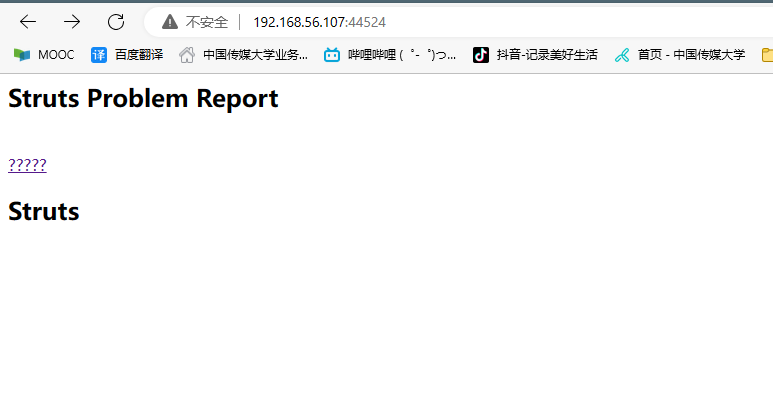 不安全 192.168.56.107:44524
MOOC 百度翻译 中国传媒大学业务... 哔哩哔哩 (゜-゜)つ... 抖音-记录美好生活 首页 - 中国传媒大学
Struts Problem Report
?????
Struts